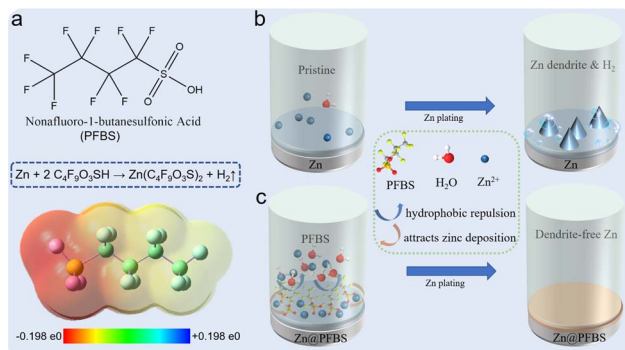 a
F F F F
F
F
F F F
O
S
O
OH
Nonafluoro-1-butanesulfonic Acid
(PFBS)
Zn + 2 C₄F₉O₃SH → Zn(C₄F₉O₃S)₂ + H₂↑
-0.198 e0
+0.198 e0
b
Pristine
Zn
Zn plating
Zn dendrite & H₂
Zn
PFBS
H₂O
Zn²⁺
hydrophobic repulsion
attracts zinc deposition
c
PFBS
Zn@PFBS
Zn plating
Dendrite-free Zn
Zn@PFBS